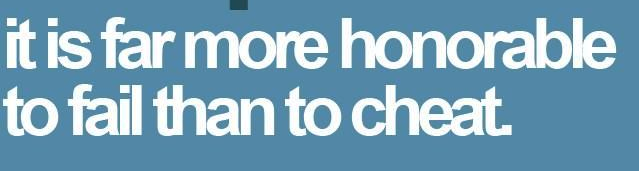 it is far more honorable
to fail than to cheat.